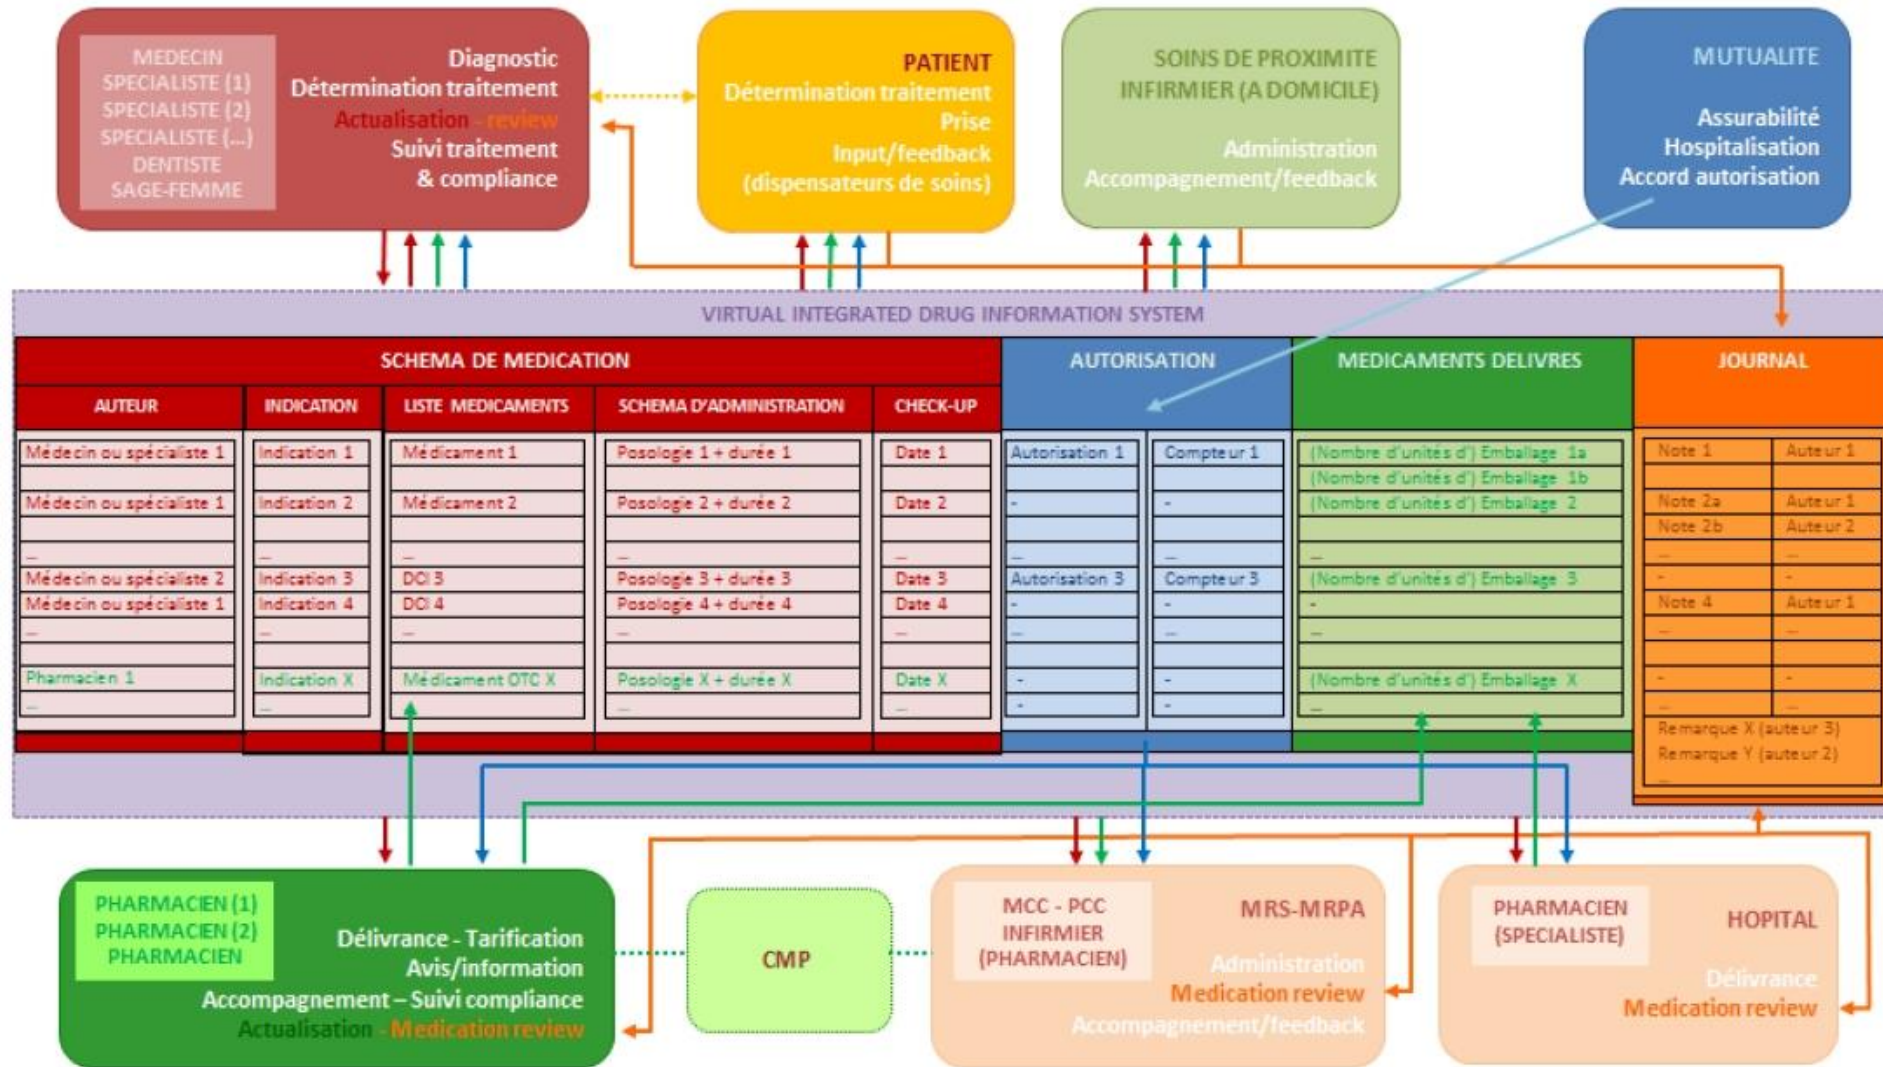 MEDECIN
SPECIALISTE (1)
SPECIALISTE (2)
SPECIALISTE (...)
DENTISTE
SAGE-FEMME
Diagnostic
Détermination traitement
Actualisation - review
Suivi traitement
& compliance
PATIENT
Détermination traitement
Prise
Input/feedback
(dispensateurs de soins)
SOINS DE PROXIMITE
INFIRMIER (A DOMICILE)
Administration
Accompagnement/feedback
MUTUALITE
Assurabilité
Hospitalisation
Accord autorisation
VIRTUAL INTEGRATED DRUG INFORMATION SYSTEM
SCHEMA DE MEDICATION AUTORISATION MEDICAMENTS DELIVRES JOURNAL
AUTEUR INDICATION LISTE MEDICAMENTS SCHEMA D'ADMINISTRATION CHECK-UP
Médecin ou spécialiste 1 Indication 1 Médicament 1 Posologie 1 + durée 1 Date 1 Autorisation 1 Compteur 1 (Nombre d'unités d') Emballage 1a Note 1 Auteur 1
(Nombre d'unités d') Emballage 1b
Médecin ou spécialiste 1 Indication 2 Médicament 2 Posologie 2 + durée 2 Date 2 - - (Nombre d'unités d') Emballage 2 Note 2a Auteur 1
Note 2b Auteur 2
... ... ... ... ... ... ... ... ... ...
Médecin ou spécialiste 2 Indication 3 DCI 3 Posologie 3 + durée 3 Date 3 Autorisation 3 Compteur 3 (Nombre d'unités d') Emballage 3 - -
Médecin ou spécialiste 1 Indication 4 DCI 4 Posologie 4 + durée 4 Date 4 - - - Note 4 Auteur 1
... ... ... ... ... ... ... ... ... ...
Pharmacien 1 Indication X Médicament OTC X Posologie X + durée X Date X - - (Nombre d'unités d') Emballage X - -
... ... ... ... ... - - ... ... ...
Remarque X (auteur 3)
Remarque Y (auteur 2)
...
PHARMACIEN (1)
PHARMACIEN (2)
PHARMACIEN
Délivrance - Tarification
Avis/information
Accompagnement – Suivi compliance
Actualisation - Medication review
CMP
MCC - PCC
INFIRMIER
(PHARMACIEN)
MRS-MRPA
Administration
Medication review
Accompagnement/feedback
PHARMACIEN
(SPECIALISTE)
HOPITAL
Délivrance
Medication review